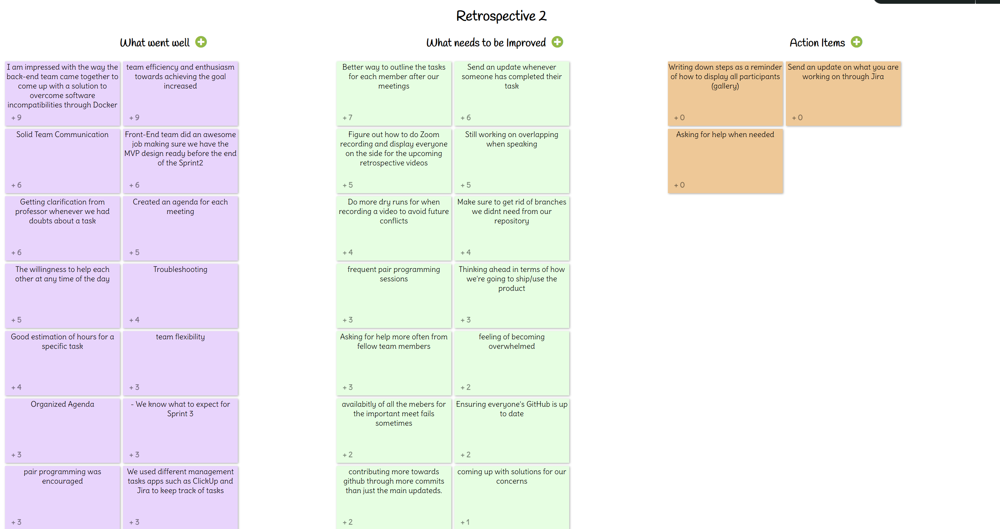 Retrospective 2
What went well
I am impressed with the way the
back-end team came together to
come up with a solution to
overcome software
incompatibilities through Docker
+ 9
team efficiency and enthusiasm
towards achieving the goal
increased
+ 9
Solid Team Communication
+ 6
Front-End team did an awesome
job making sure we have the
MVP design ready before the end
of the Sprint2
+ 6
Getting clarification from
professor whenever we had
doubts about a task
+ 6
Created an agenda for each
meeting
+ 5
The willingness to help each
other at any time of the day
+ 5
Troubleshooting
+ 4
Good estimation of hours for a
specific task
+ 4
team flexibility
+ 3
Organized Agenda
+ 3
- We know what to expect for
Sprint 3
+ 3
pair programming was
encouraged
+ 3
We used different management
tasks apps such as ClickUp and
Jira to keep track of tasks
+ 3
What needs to be Improved
Better way to outline the tasks
for each member after our
meetings
+ 7
Send an update whenever
someone has completed their
task
+ 6
Figure out how to do Zoom
recording and display everyone
on the side for the upcoming
retrospective videos
+ 5
Still working on overlapping
when speaking
+ 5
Do more dry runs for when
recording a video to avoid future
conflicts
+ 4
Make sure to get rid of branches
we didnt need from our
repository
+ 4
frequent pair programming
sessions
+ 3
Thinking ahead in terms of how
we're going to ship/use the
product
+ 3
Asking for help more often from
fellow team members
+ 3
feeling of becoming
overwhelmed
+ 2
availabitly of all the mebers for
the important meet fails
sometimes
+ 2
Ensuring everyone's GitHub is up
to date
+ 2
contributing more towards
github through more commits
than just the main updateds.
+ 2
coming up with solutions for our
concerns
+ 1
Action Items
Writing down steps as a reminder
of how to display all participants
(gallery)
+ 0
Send an update on what you are
working on through Jira
+ 0
Asking for help when needed
+ 0